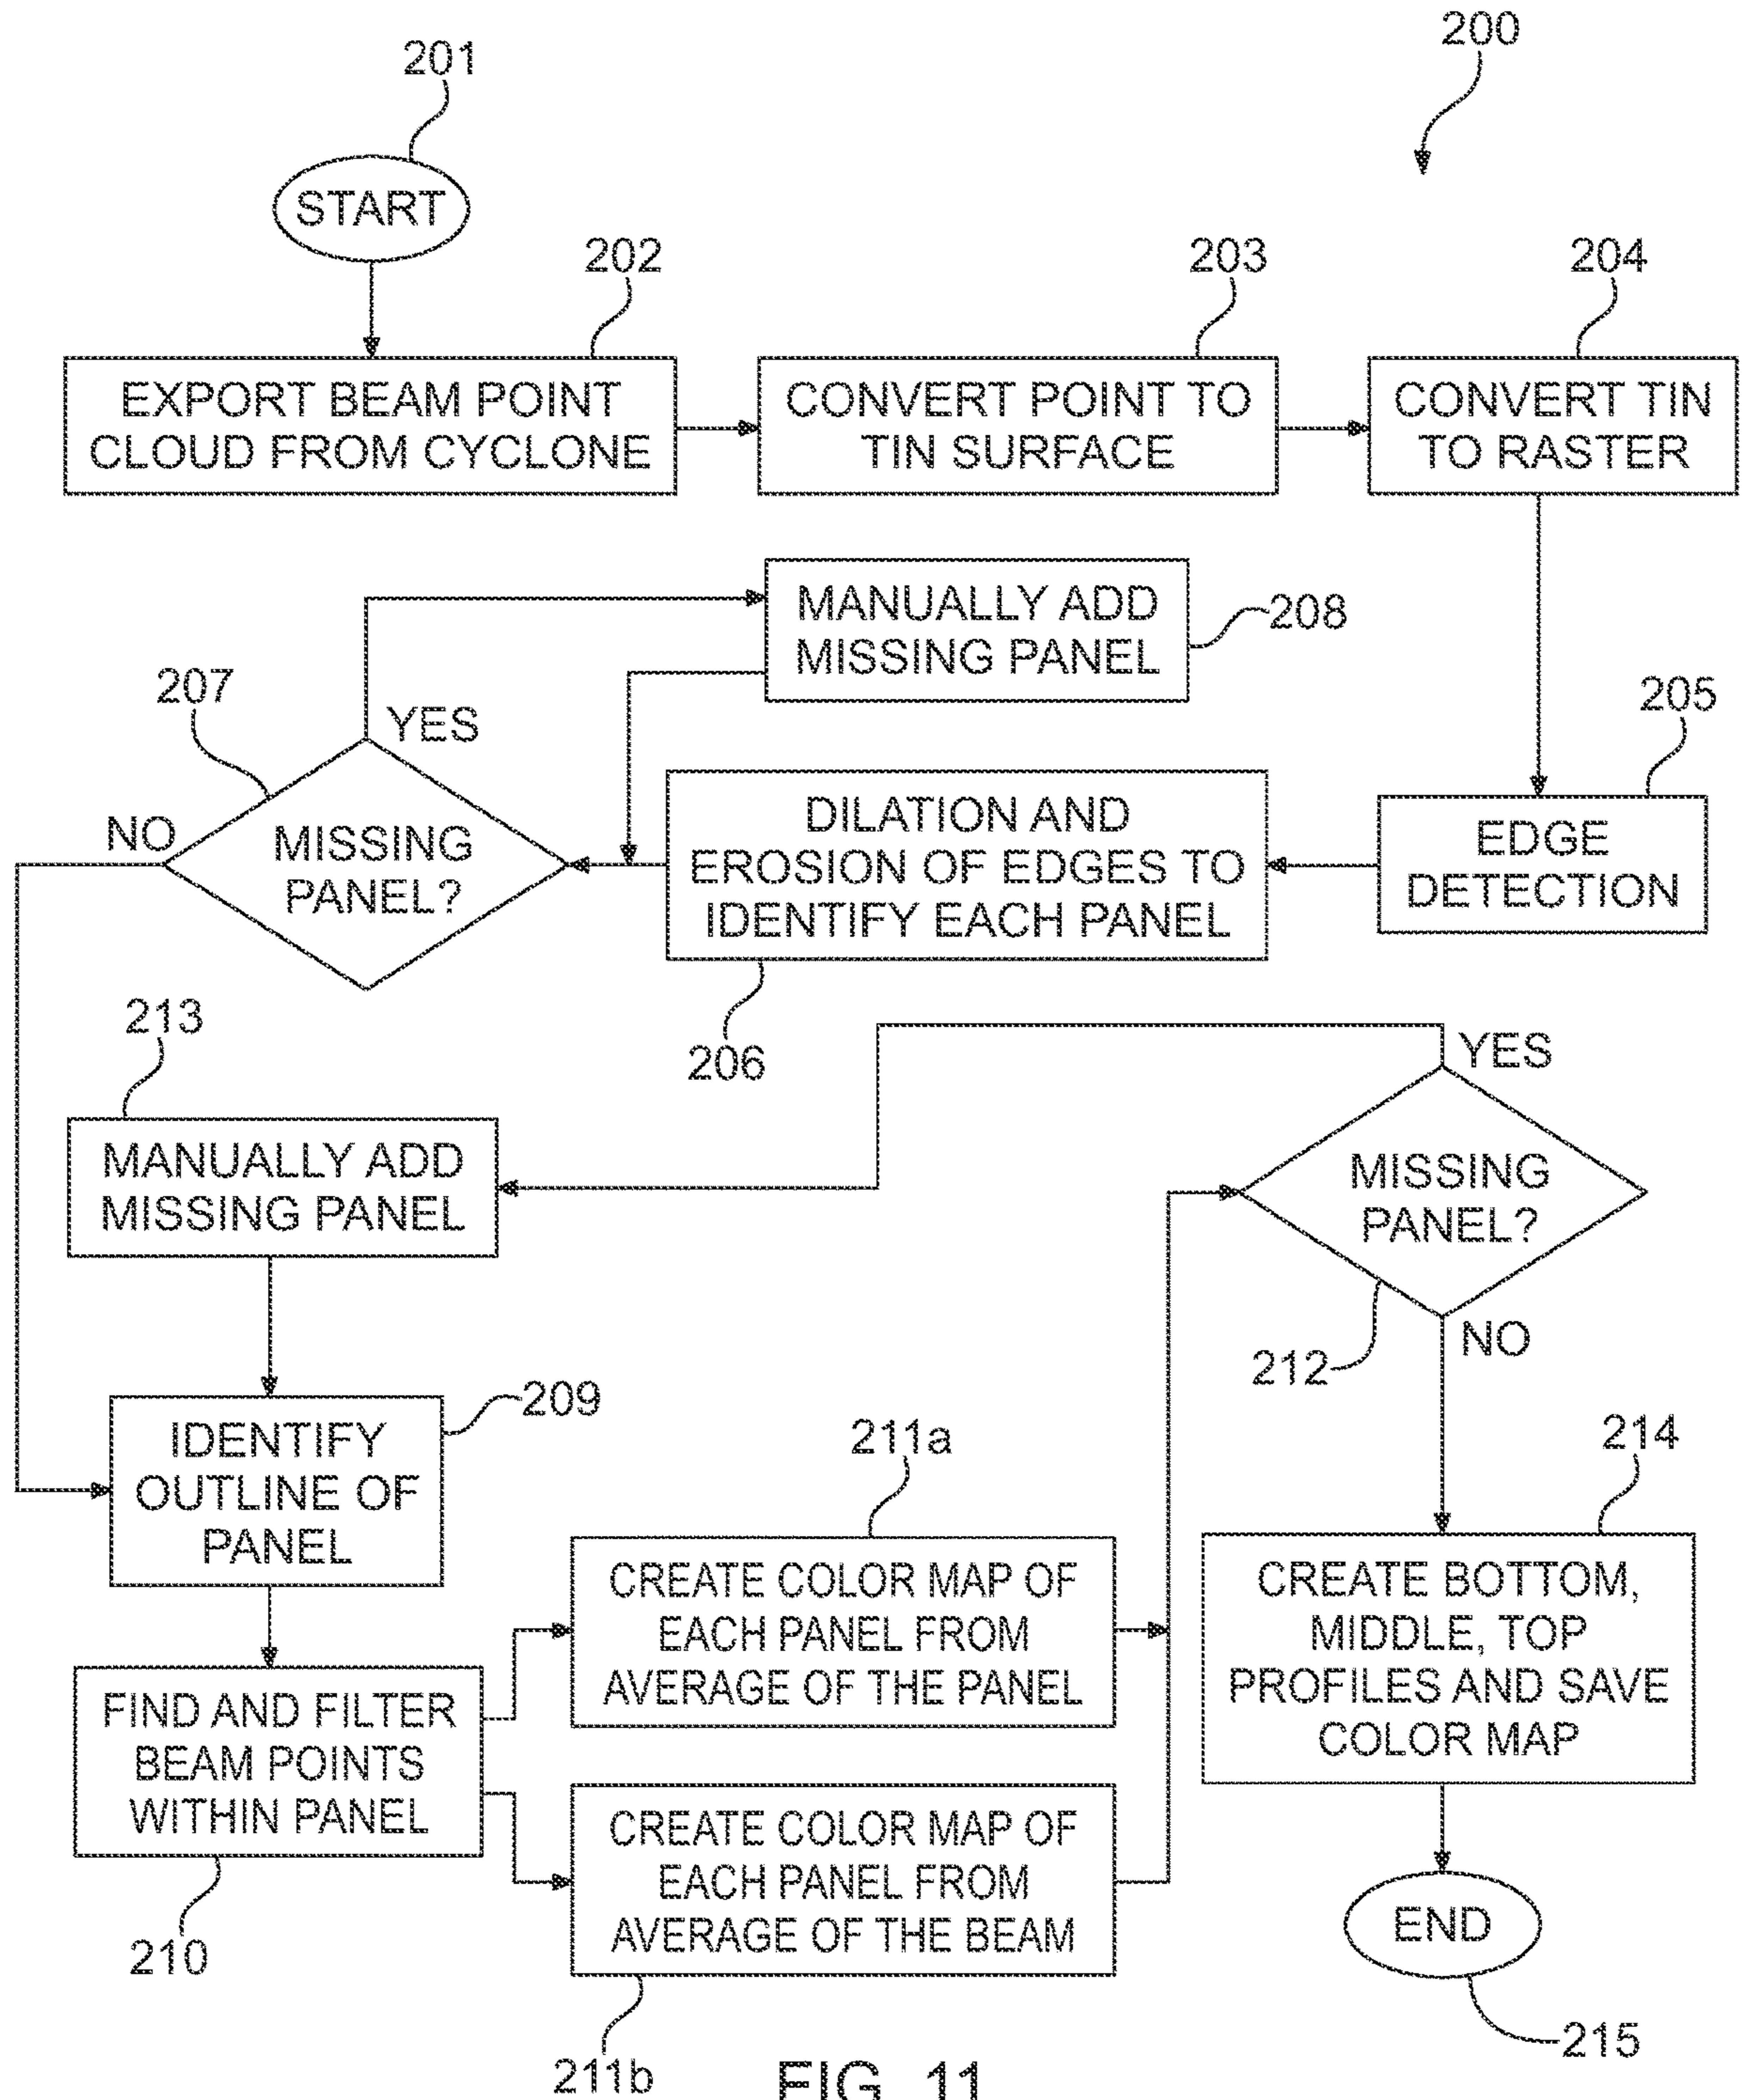 200
201
START
202
203
204
EXPORT BEAM POINT
CLOUD FROM CYCLONE
CONVERT POINT TO
TIN SURFACE
CONVERT TIN
TO RASTER
MANUALLY ADD
MISSING PANEL
208
207
YES
NO
MISSING
PANEL?
DILATION AND
EROSION OF EDGES TO
IDENTIFY EACH PANEL
206
205
EDGE
DETECTION
213
MANUALLY ADD
MISSING PANEL
YES
MISSING
PANEL?
212
NO
209
IDENTIFY
OUTLINE OF
PANEL
FIND AND FILTER
BEAM POINTS
WITHIN PANEL
210
211a
CREATE COLOR MAP OF
EACH PANEL FROM
AVERAGE OF THE PANEL
CREATE COLOR MAP OF
EACH PANEL FROM
AVERAGE OF THE BEAM
211b
214
CREATE BOTTOM,
MIDDLE, TOP
PROFILES AND SAVE
COLOR MAP
END
215
FIG. 11